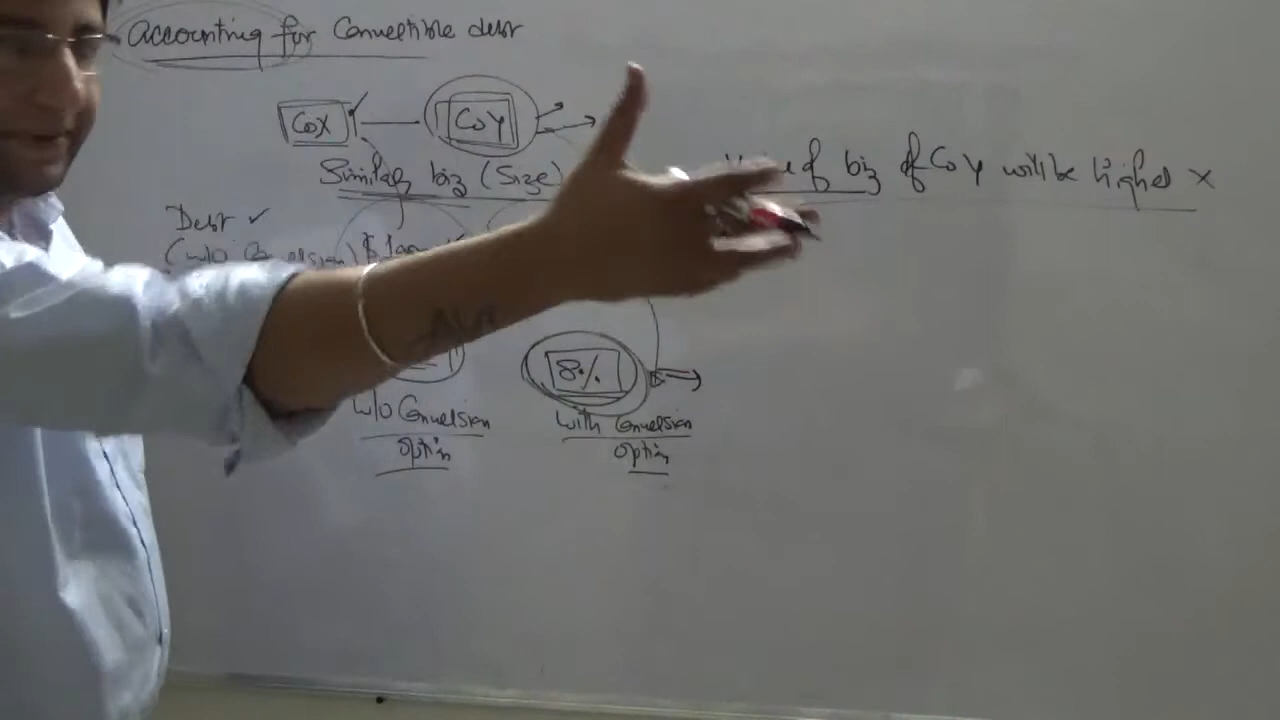 Accounting for Convertible debt
CoX
CoY
Similar biz (Size)
of biz of Co Y will be higher ×
Debt ✓
(w/o
8%
w/o Conversion
option
with Conversion
option